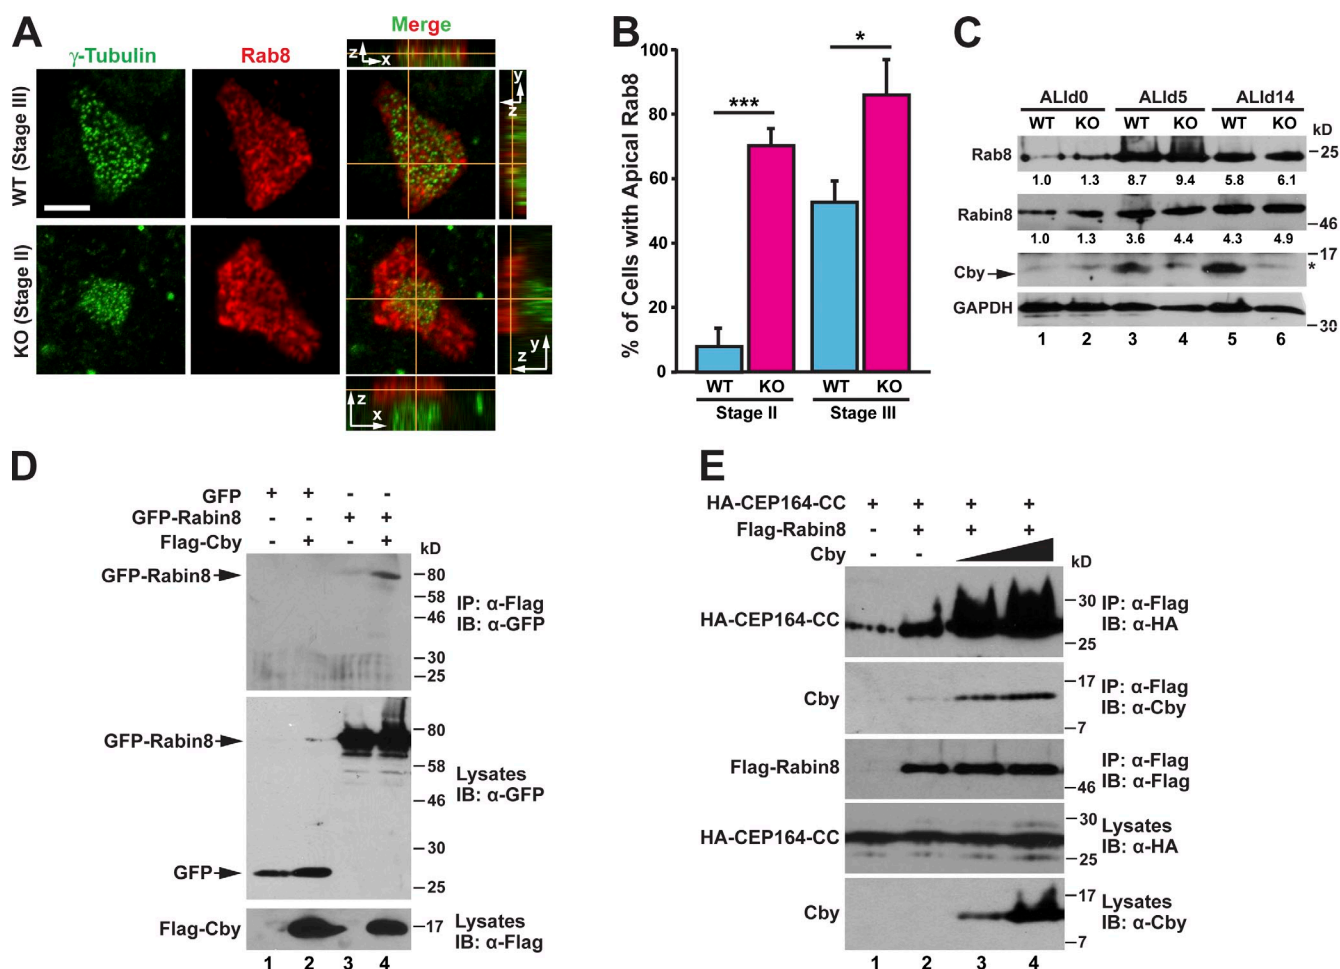 A
γ-Tubulin
Rab8
Merge
WT (Stage III)
KO (Stage II)
z
x
y
z
z
x
y
z
B
% of Cells with Apical Rab8
100
80
60
40
20
0
***
*
WT
KO
WT
KO
Stage II
Stage III
C
ALId0 ALId5 ALId14
WT KO WT KO WT KO
kD
Rab8
25
1.0 1.3 8.7 9.4 5.8 6.1
Rabin8
46
1.0 1.3 3.6 4.4 4.3 4.9
17
Cby
*
GAPDH
30
1 2 3 4 5 6
D
GFP + + - -
GFP-Rabin8 - - + +
Flag-Cby - + - +
kD
GFP-Rabin8
80
58
46
30
25
IP: α-Flag
IB: α-GFP
GFP-Rabin8
80
58
46
30
25
Lysates
IB: α-GFP
GFP
Flag-Cby
17
Lysates
IB: α-Flag
1 2 3 4
E
HA-CEP164-CC + + + +
Flag-Rabin8 - + + +
Cby - -
kD
HA-CEP164-CC
30
25
IP: α-Flag
IB: α-HA
Cby
17
7
IP: α-Flag
IB: α-Cby
Flag-Rabin8
46
IP: α-Flag
IB: α-Flag
HA-CEP164-CC
30
25
Lysates
IB: α-HA
Cby
17
7
Lysates
IB: α-Cby
1 2 3 4